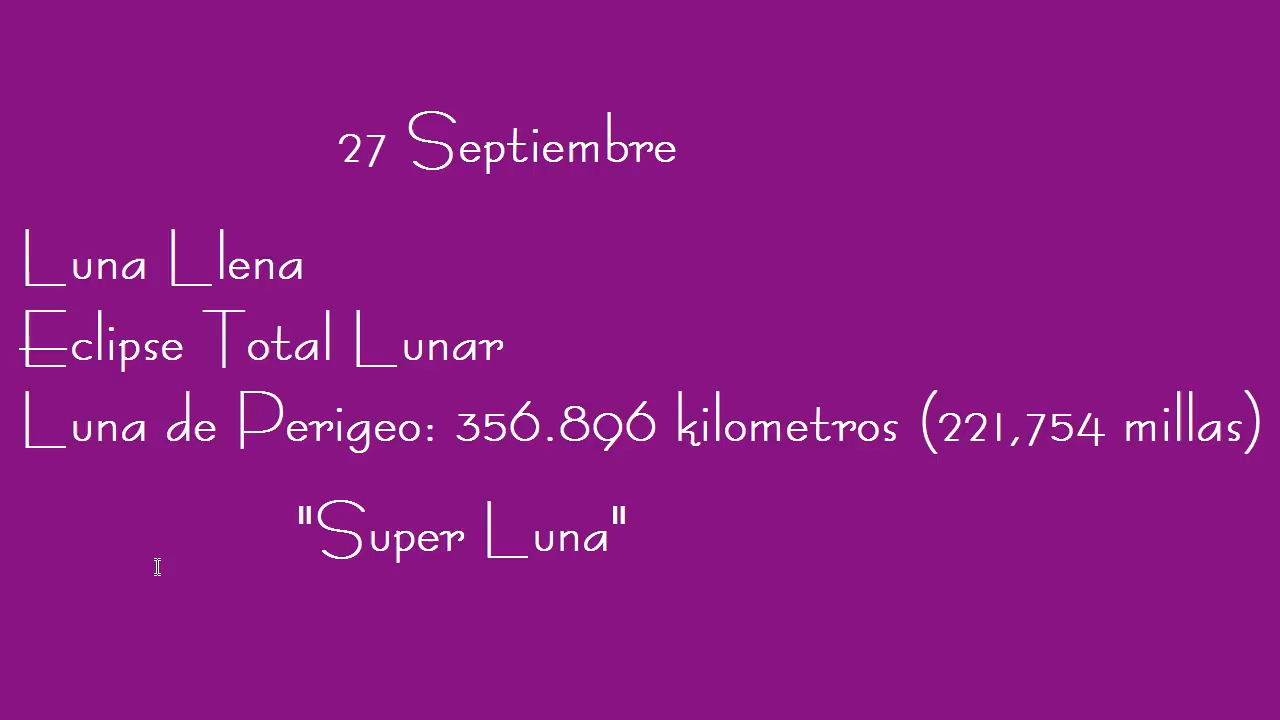 27 Septiembre
Luna Llena
Eclipse Total Lunar
Luna de Perigeo: 356.896 kilometros (221,754 millas)
"Super Luna"